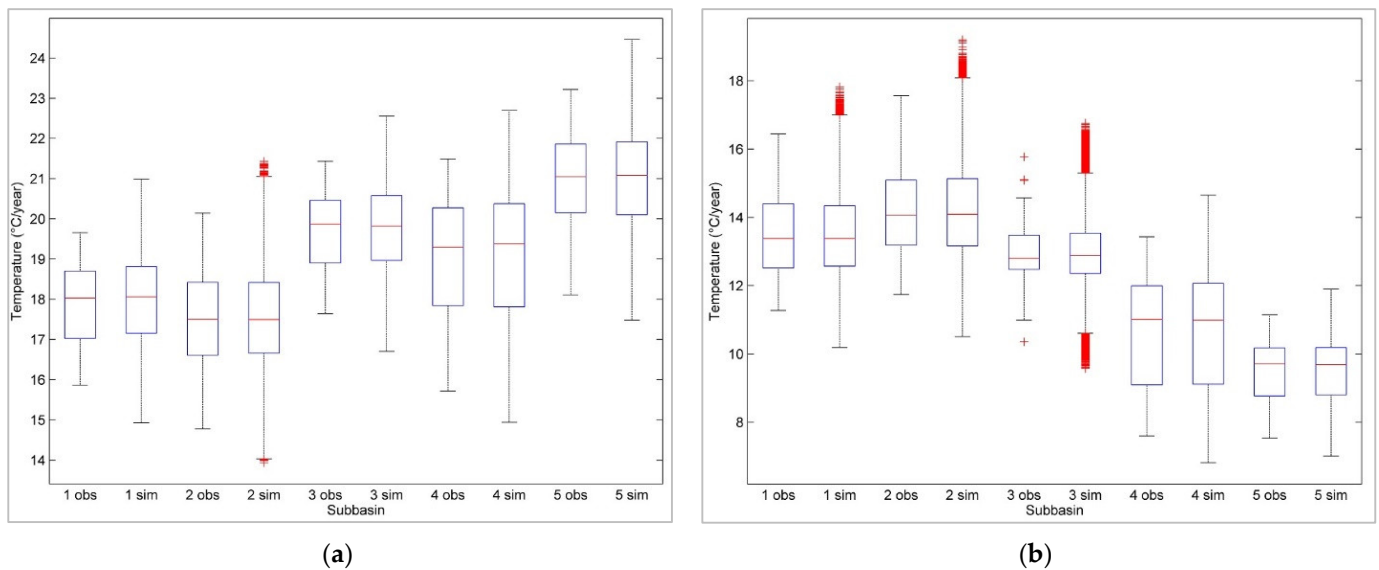 24
23
22
21
20
19
18
17
16
15
14
Temperature (°C/year)
1 obs 1 sim 2 obs 2 sim 3 obs 3 sim 4 obs 4 sim 5 obs 5 sim
Subbasin
(a)
18
16
14
12
10
8
Temperature (°C/year)
1 obs 1 sim 2 obs 2 sim 3 obs 3 sim 4 obs 4 sim 5 obs 5 sim
Subbasin
(b)